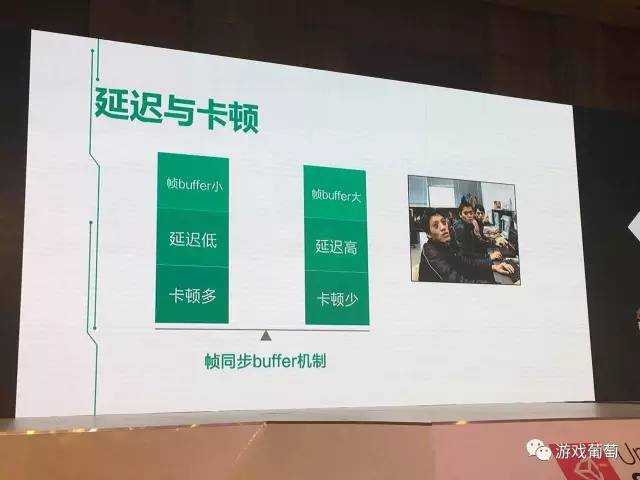 延迟与卡顿
帧buffer小
帧buffer大
延迟低
延迟高
卡顿多
卡顿少
帧同步buffer机制
游戏葡萄